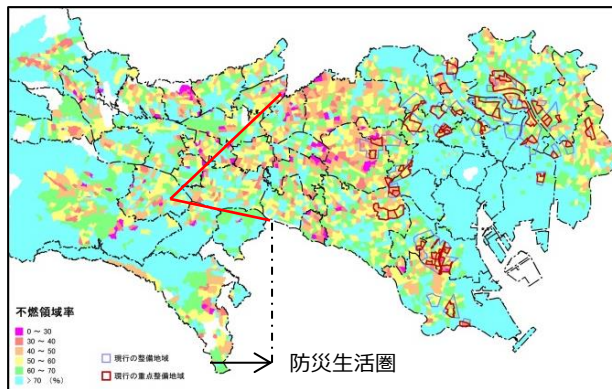 不燃領域率
0 ～ 30
30 ～ 40
40 ～ 50
50 ～ 60
60 ～ 70
> 70 (%)
現行の整備地域
現行の重点整備地域
防災生活圏